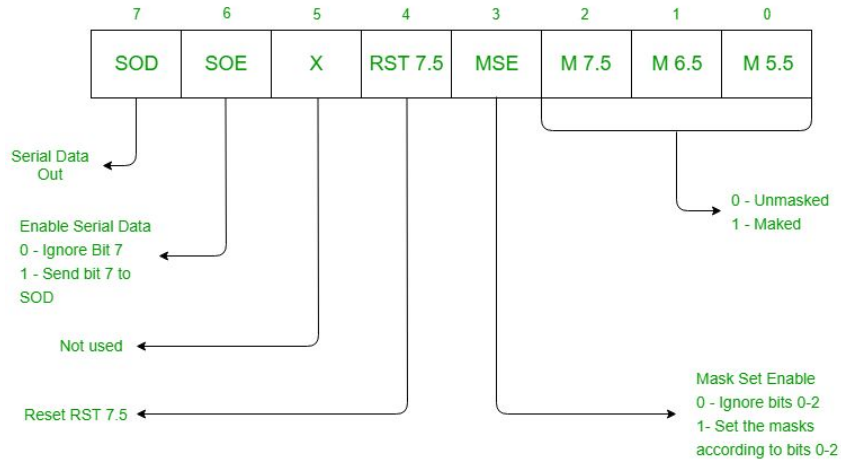 7 6 5 4 3 2 1 0
SOD SOE X RST 7.5 MSE M 7.5 M 6.5 M 5.5
Serial Data
Out
0 - Unmasked
1 - Maked
Enable Serial Data
0 - Ignore Bit 7
1 - Send bit 7 to
SOD
Not used
Mask Set Enable
0 - Ignore bits 0-2
1- Set the masks
according to bits 0-2
Reset RST 7.5